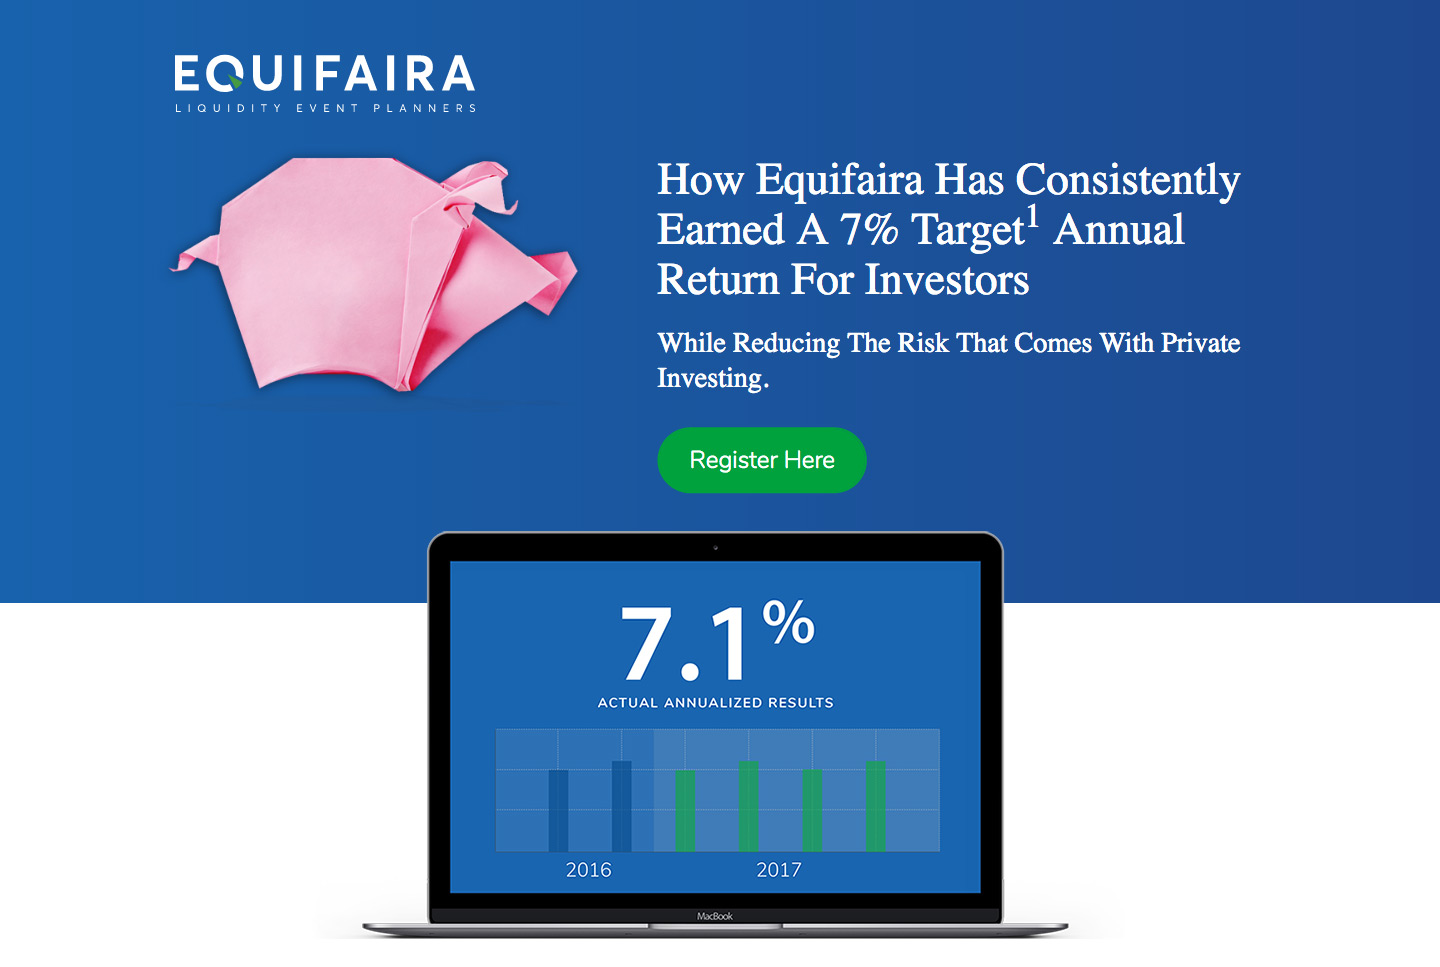 EQUIFAIRA
LIQUIDITY EVENT PLANNERS
How Equifaira Has Consistently
Earned A 7% Target¹ Annual
Return For Investors
While Reducing The Risk That Comes With Private
Investing.
Register Here
7.1%
ACTUAL ANNUALIZED RESULTS
2016 2017
MacBook